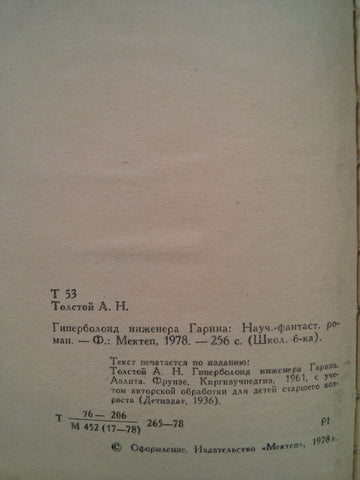 Т 53
Толстой А. Н.
Гиперболоид инженера Гарина: Науч.-фантаст. ро-
ман. — Ф.: Мектеп, 1978. — 256 с. (Школ. б-ка).
Текст печатается по изданию:
Толстой А. Н. Гиперболоид инженера Гарина.
Аэлита. Фрунзе, Киргизучпедгиз, 1961, с уче-
том авторской обработки для детей старшего воз-
раста (Детиздат, 1936).
76 — 206
Т 265—78
М 452 (17—78)
Р1
© Оформление. Издательство «Мектеп», 1978 г.